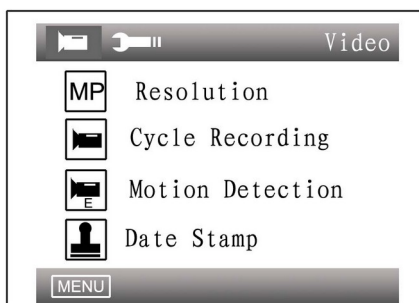 Video
MP Resolution
Cycle Recording
E Motion Detection
Date Stamp
MENU